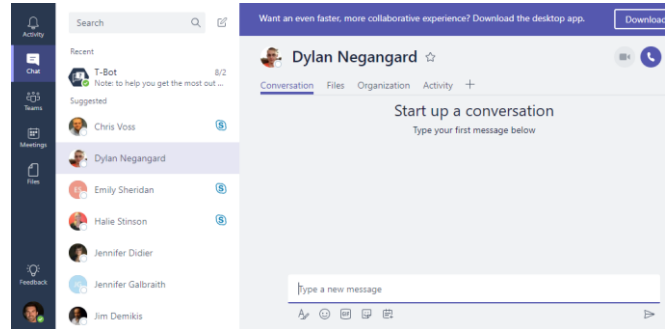 Activity
Chat
Teams
Meetings
Files
Feedback
Search
Recent
T-Bot 8/2
Note: to help you get the most out ...
Suggested
Chris Voss
Dylan Negangard
ES Emily Sheridan
Halie Stinson
Jennifer Didier
Jennifer Galbraith
Jim Demikis
Want an even faster, more collaborative experience? Download the desktop app. Download
Dylan Negangard
Conversation Files Organization Activity
Start up a conversation
Type your first message below
Type a new message
GIF